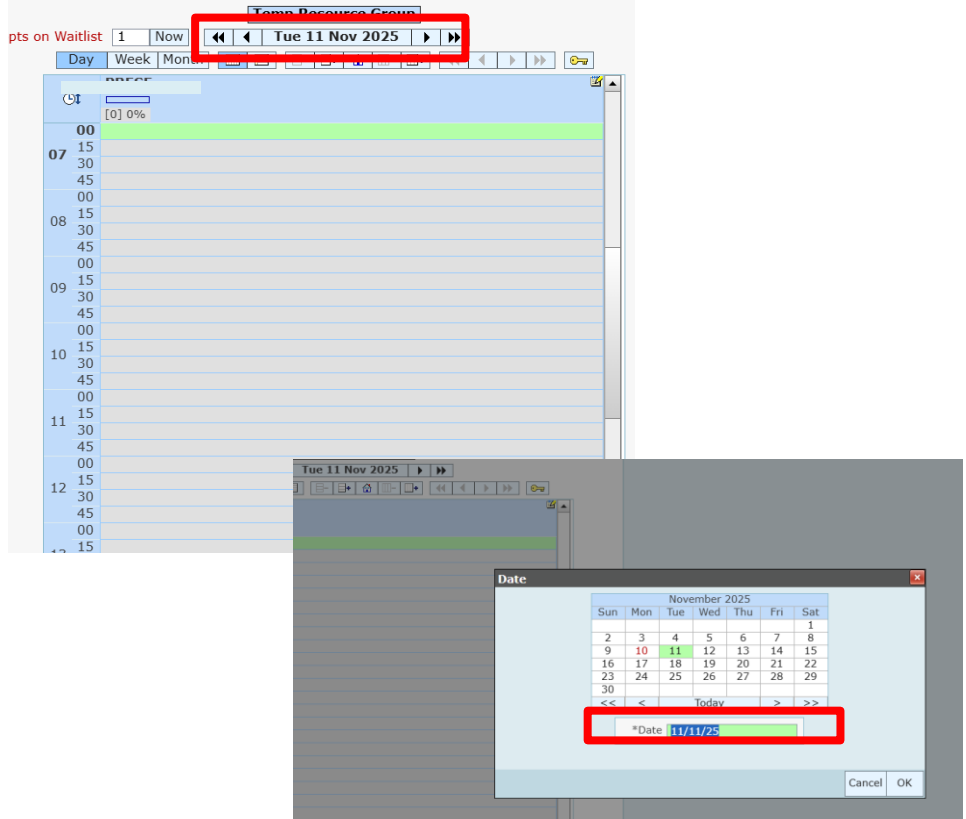 Temp Resource Group
pts on Waitlist 1 Now Tue 11 Nov 2025
Day Week Month
[0] 0%
07 00
15
30
45
08 00
15
30
45
09 00
15
30
45
10 00
15
30
45
11 00
15
30
45
12 00
15
30
45
00
15
Tue 11 Nov 2025
Date
November 2025
Sun Mon Tue Wed Thu Fri Sat
1
2 3 4 5 6 7 8
9 10 11 12 13 14 15
16 17 18 19 20 21 22
23 24 25 26 27 28 29
30
<< < Today > >>
*Date 11/11/25
Cancel OK